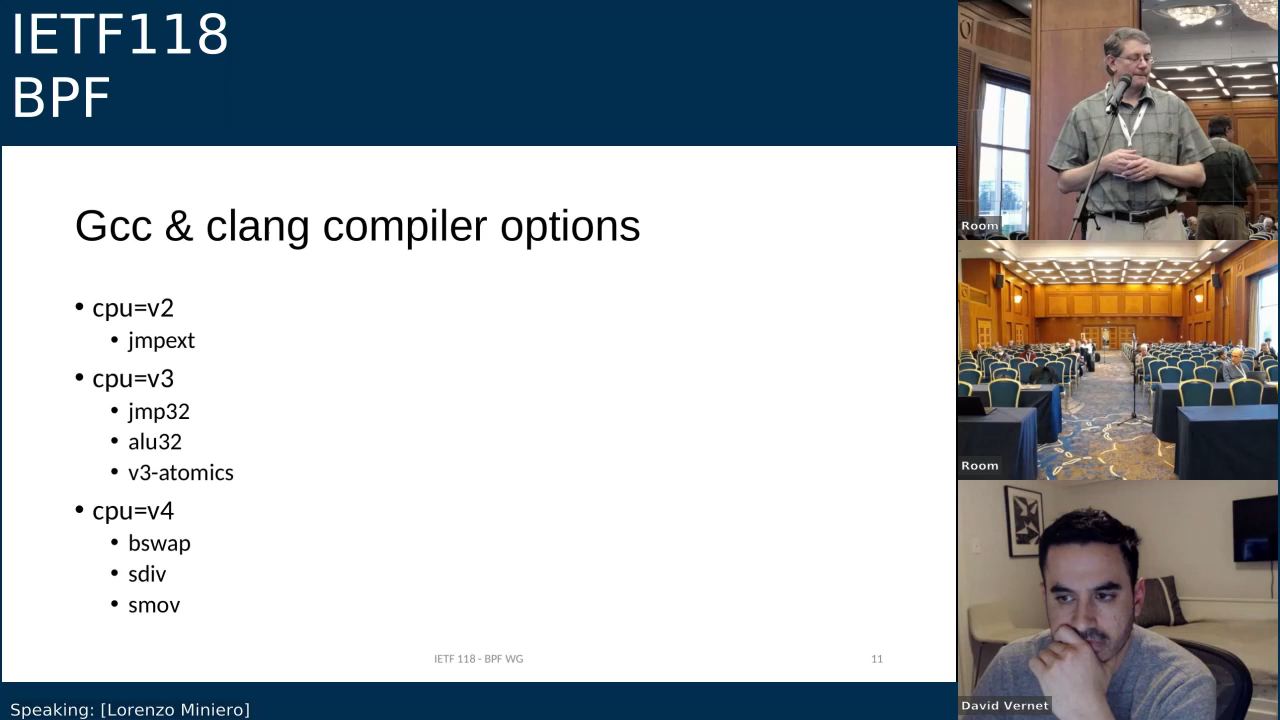 IETF118
BPF
Gcc & clang compiler options
• cpu=v2
• jmpext
• cpu=v3
• jmp32
• alu32
• v3-atomics
• cpu=v4
• bswap
• sdiv
• smov
IETF 118 - BPF WG
11
Speaking: [Lorenzo Miniero]
Room
Room
David Vernet